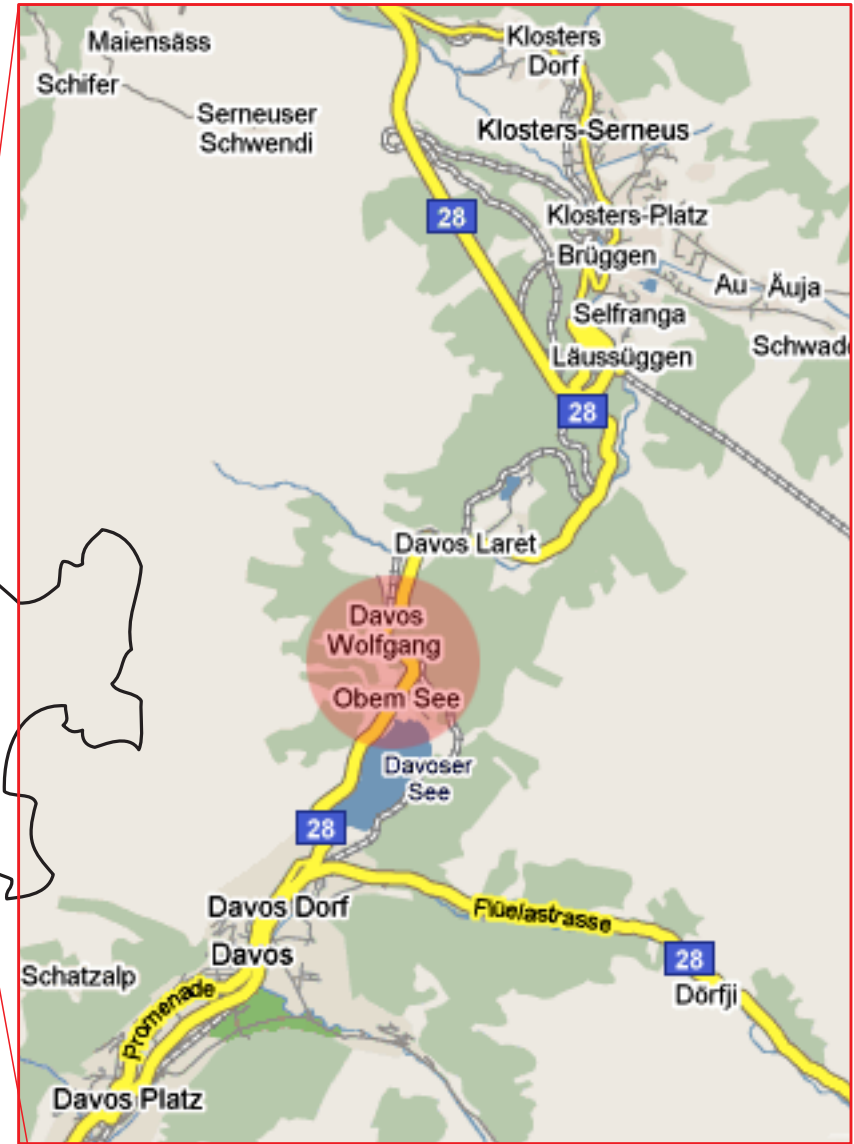 Maiensäss
Klosters
Dorf
Schifer
Serneuser
Schwendi
Klosters-Serneus
28
Klosters-Platz
Brüggen
Au
Äuja
Selfranga
Schwad
Läussüggen
28
Davos Laret
Davos
Wolfgang
Obem See
Davoser
See
28
Davos Dorf
Flüelastrasse
Davos
28
Schatzalp
Dörfji
Promenade
Davos Platz